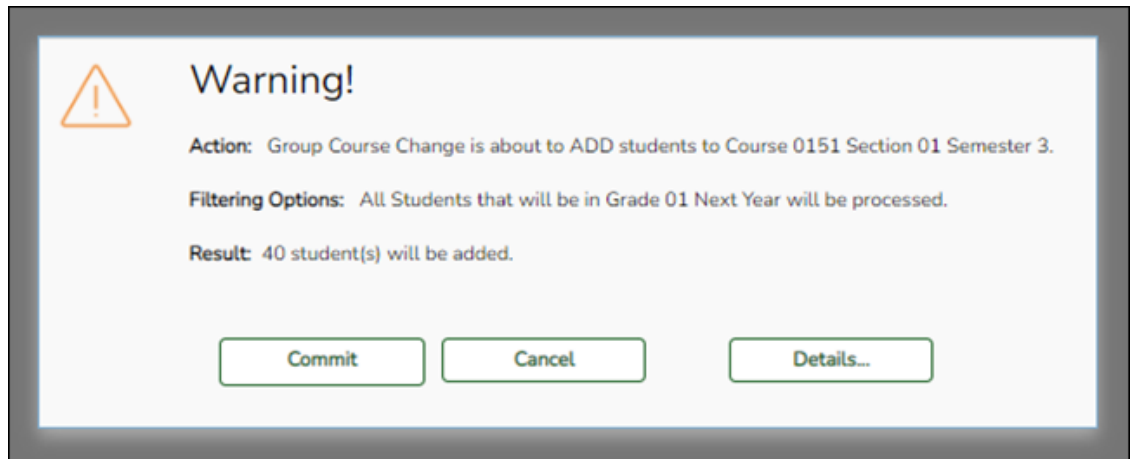 Warning!
Action: Group Course Change is about to ADD students to Course 0151 Section 01 Semester 3.
Filtering Options: All Students that will be in Grade 01 Next Year will be processed.
Result: 40 student(s) will be added.
Commit Cancel Details...